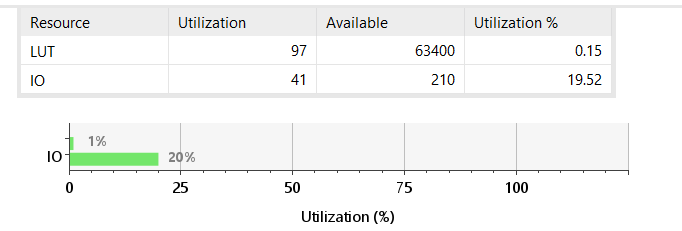 Resource Utilization Available Utilization %
LUT 97 63400 0.15
IO 41 210 19.52
1%
IO 20%
0 25 50 75 100
Utilization (%)